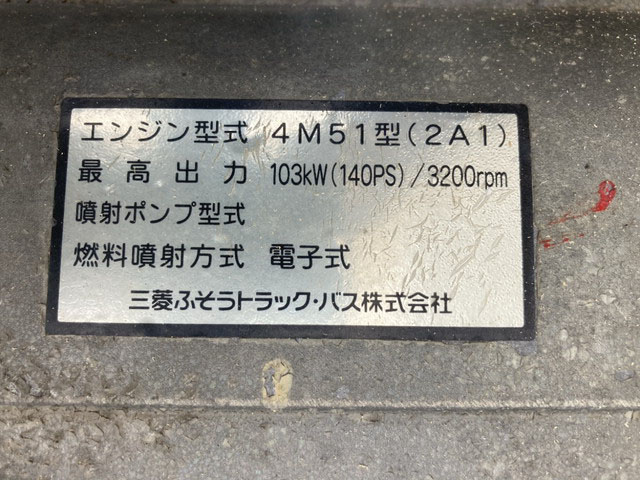 エンジン型式 4M51型(2A1)
最高出力 103kW(140PS)/3200rpm
噴射ポンプ型式
燃料噴射方式 電子式
三菱ふそうトラック・バス株式会社